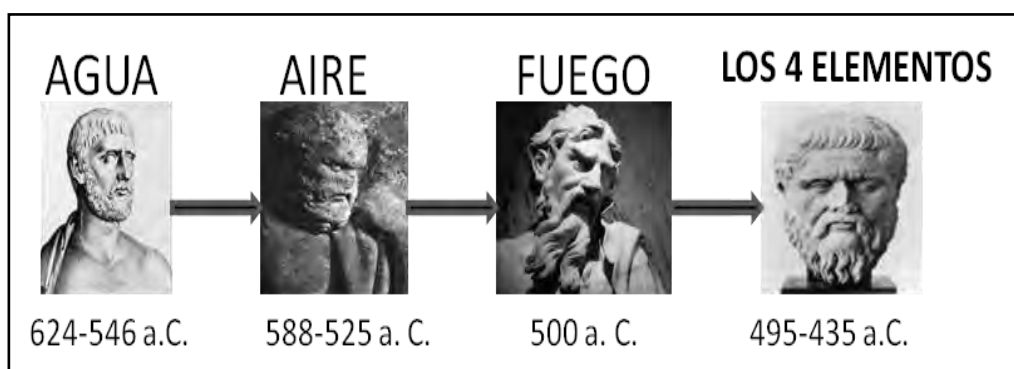 AGUA AIRE FUEGO LOS 4 ELEMENTOS
624-546 a.C. 588-525 a. C. 500 a. C. 495-435 a.C.